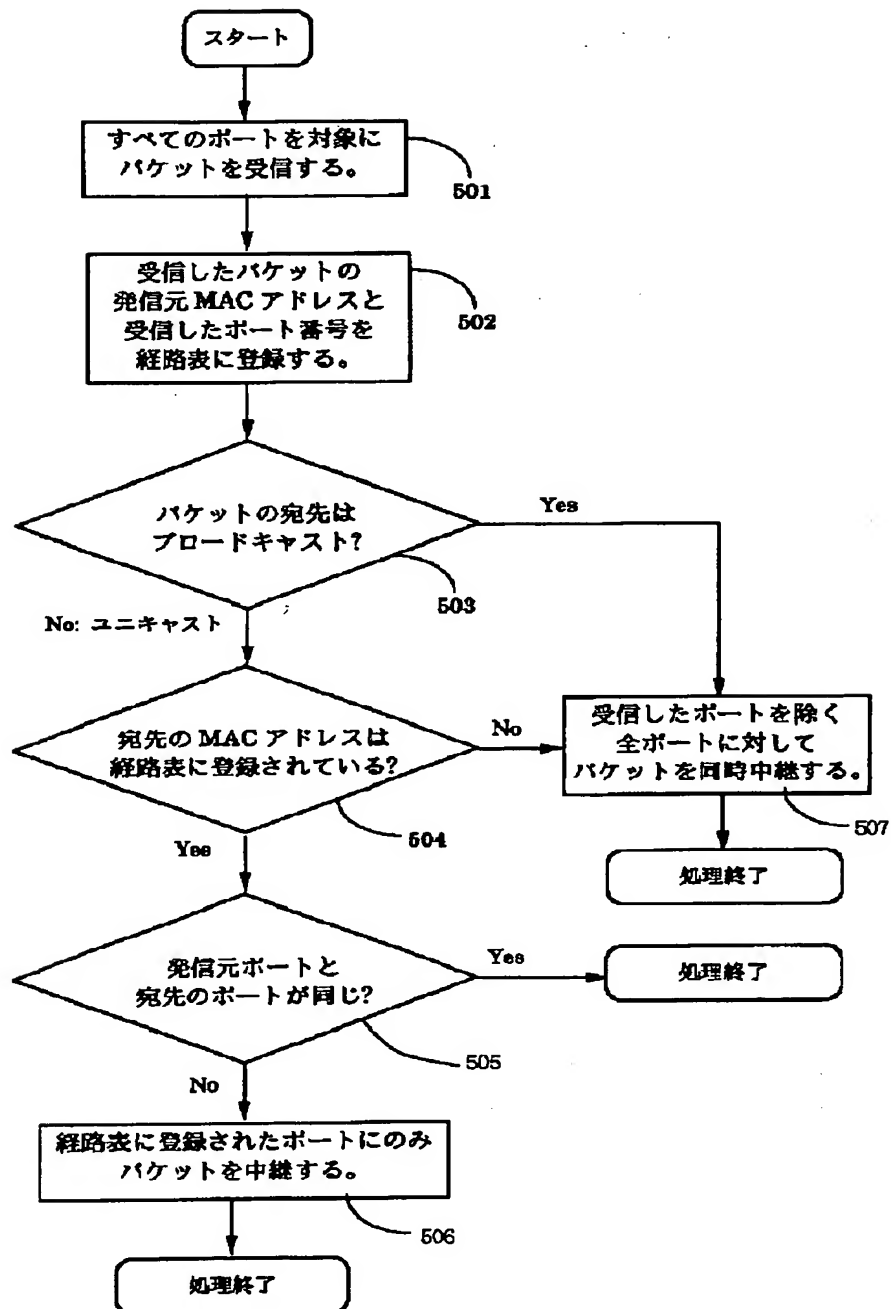 スタート
すべてのポートを対象に
パケットを受信する。
501
受信したパケットの
発信元 MAC アドレスと
受信したポート番号を
経路表に登録する。
502
パケットの宛先は
ブロードキャスト?
Yes
503
No: ユニキャスト
宛先の MAC アドレスは
経路表に登録されている?
No
504
Yes
受信したポートを除く
全ポートに対して
パケットを同時中継する。
507
処理終了
発信元ポートと
宛先のポートが同じ?
Yes
処理終了
505
No
経路表に登録されたポートにのみ
パケットを中継する。
506
処理終了